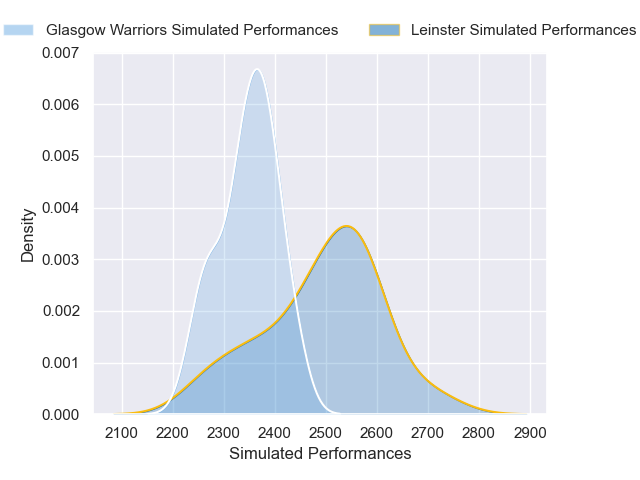 Glasgow Warriors Simulated Performances Leinster Simulated Performances
0.007
0.006
0.005
0.004
0.003
0.002
0.001
0.000
Density
2100 2200 2300 2400 2500 2600 2700 2800 2900
Simulated Performances